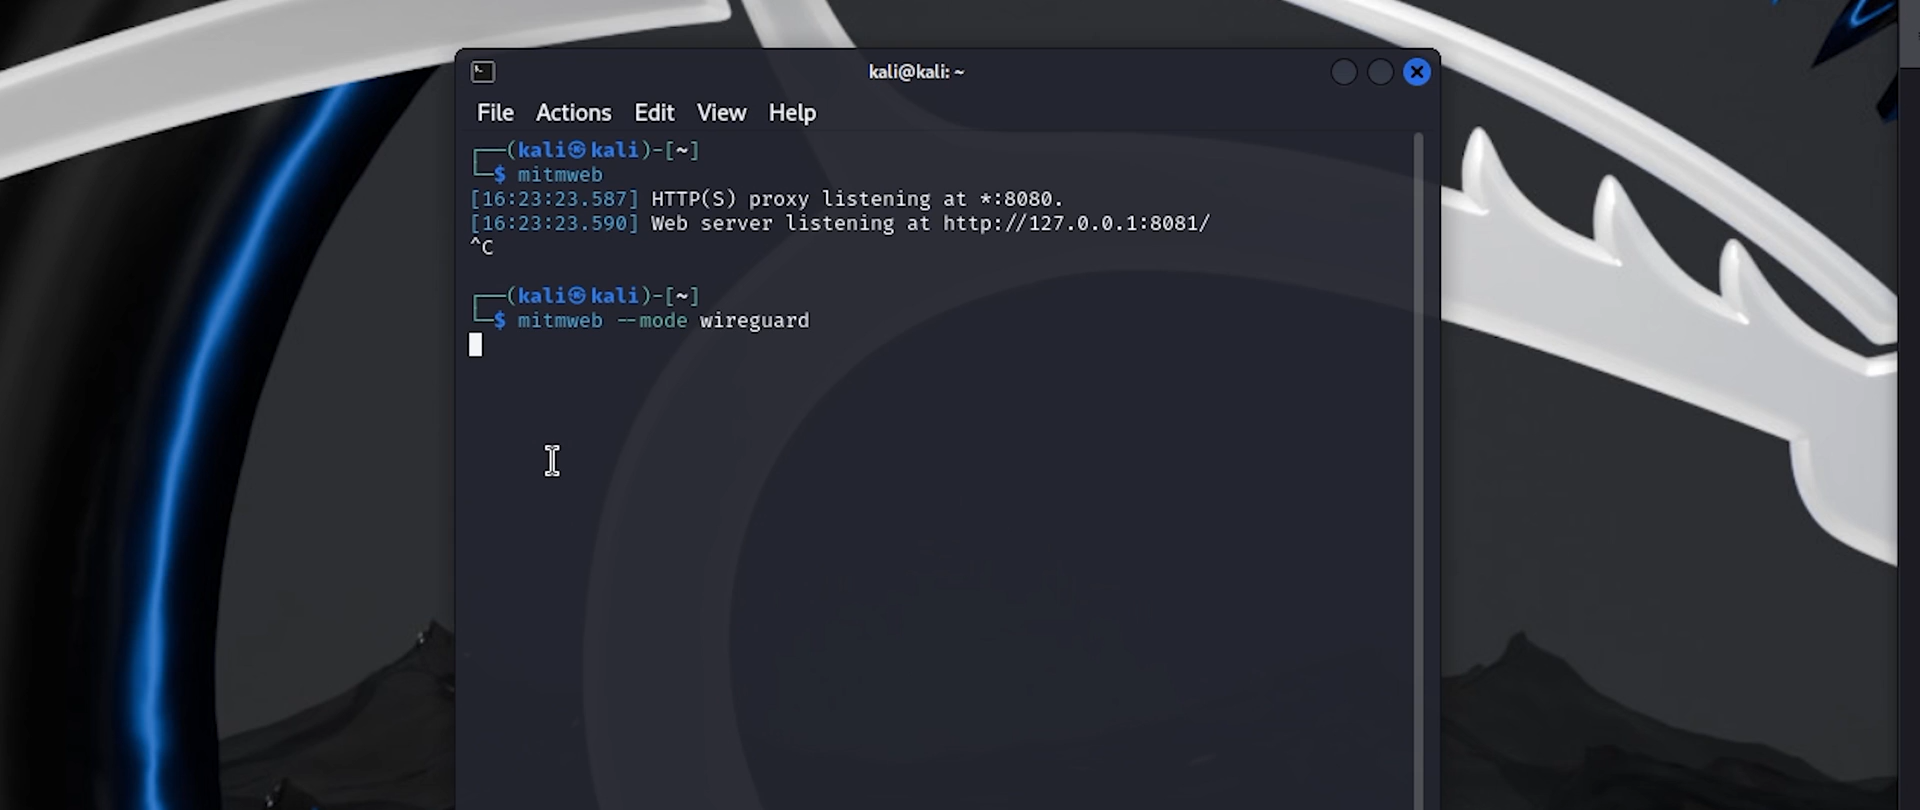 kali@kali: ~
File Actions Edit View Help
┌──(kali㉿kali)-[~]
└─$ mitmweb
[16:23:23.587] HTTP(S) proxy listening at *:8080.
[16:23:23.590] Web server listening at http://127.0.0.1:8081/
^C
┌──(kali㉿kali)-[~]
└─$ mitmweb --mode wireguard